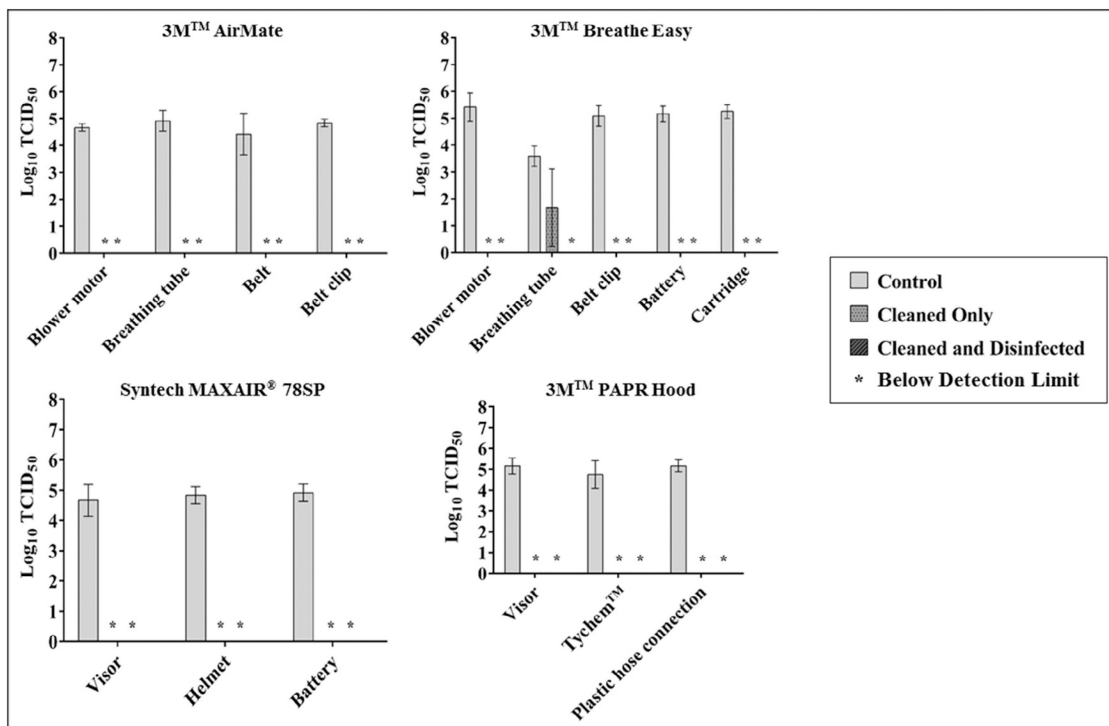 3M™ AirMate
Log₁₀ TCID₅₀
8
7
6
5
4
3
2
1
0
* *
* *
* *
* *
Blower motor
Breathing tube
Belt
Belt clip
3M™ Breathe Easy
Log₁₀ TCID₅₀
8
7
6
5
4
3
2
1
0
* *
*
* *
* *
* *
Blower motor
Breathing tube
Belt clip
Battery
Cartridge
Control
Cleaned Only
Cleaned and Disinfected
* Below Detection Limit
Syntech MAXAIR® 78SP
Log₁₀ TCID₅₀
8
7
6
5
4
3
2
1
0
* *
* *
* *
Visor
Helmet
Battery
3M™ PAPR Hood
Log₁₀ TCID₅₀
8
7
6
5
4
3
2
1
0
* *
* *
* *
Visor
Tychem™
Plastic hose connection